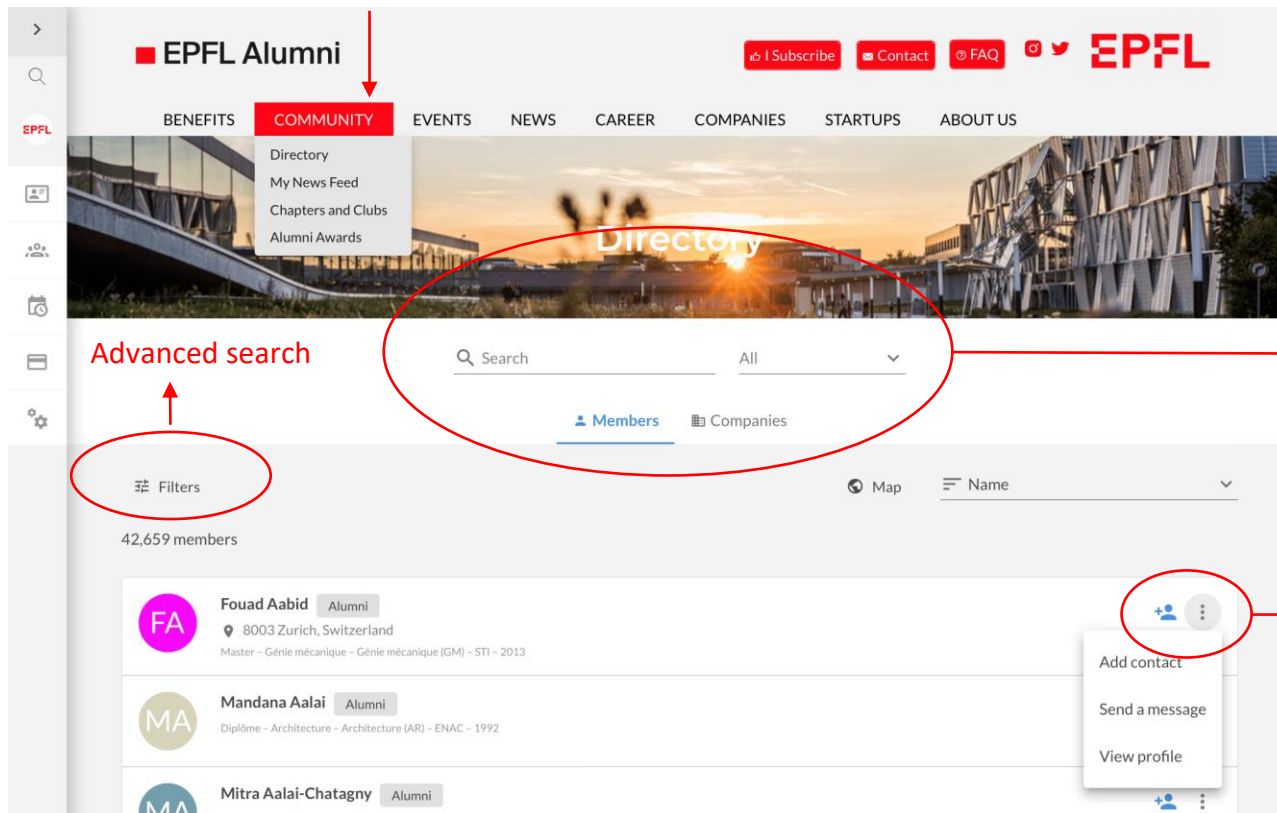 EPFL Alumni
I Subscribe
Contact
FAQ
EPFL
EPFL
BENEFITS COMMUNITY EVENTS NEWS CAREER COMPANIES STARTUPS ABOUT US
Directory
My News Feed
Chapters and Clubs
Alumni Awards
Directory
Advanced search
Search
All
Members
Companies
Filters
Map
Name
42,659 members
FA
Fouad Aabid Alumni
8003 Zurich, Switzerland
Master – Génie mécanique – Génie mécanique (GM) – STI – 2013
Add contact
Send a message
View profile
MA
Mandana Aalai Alumni
Diplôme – Architecture – Architecture (AR) – ENAC – 1992
MA
Mitra Aalai-Chatagny Alumni